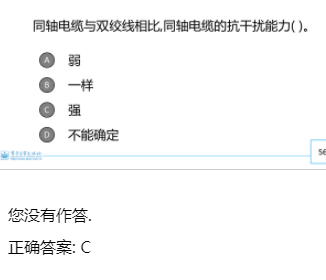 同轴电缆与双绞线相比,同轴电缆的抗干扰能力( )。
A 弱
B 一样
C 强
D 不能确定
您没有作答.
正确答案: C